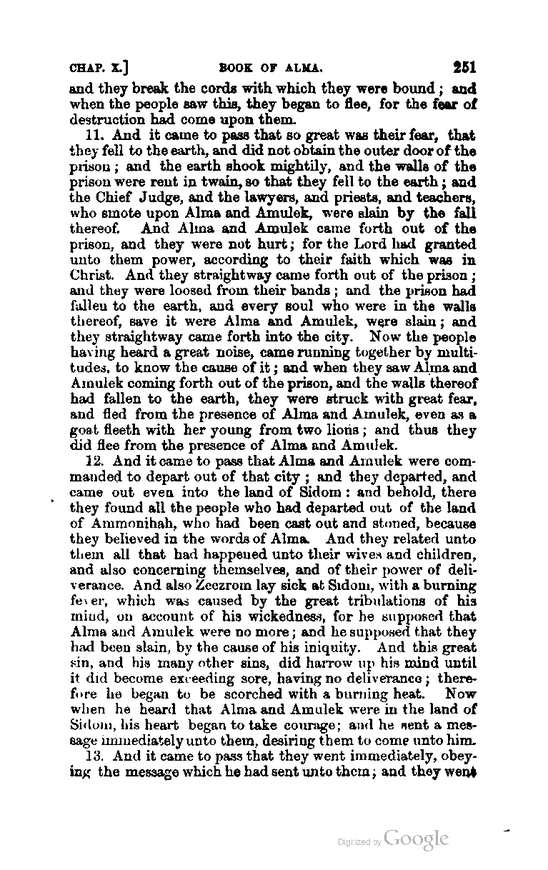 CHAP. X.] BOOK OF ALMA. 251
and they break the cords with which they were bound; and
when the people saw this, they began to flee, for the fear of
destruction had come upon them.
11. And it came to pass that so great was their fear, that
they fell to the earth, and did not obtain the outer door of the
prison; and the earth shook mightily, and the walls of the
prison were rent in twain, so that they fell to the earth; and
the Chief Judge, and the lawyers, and priests, and teachers,
who smote upon Alma and Amulek, were slain by the fall
thereof. And Alma and Amulek came forth out of the
prison, and they were not hurt; for the Lord had granted
unto them power, according to their faith which was in
Christ. And they straightway came forth out of the prison;
and they were loosed from their bands; and the prison had
fallen to the earth, and every soul who were in the walls
thereof, save it were Alma and Amulek, were slain; and
they straightway came forth into the city. Now the people
having heard a great noise, came running together by multi-
tudes, to know the cause of it; and when they saw Alma and
Amulek coming forth out of the prison, and the walls thereof
had fallen to the earth, they were struck with great fear,
and fled from the presence of Alma and Amulek, even as a
goat fleeth with her young from two lions; and thus they
did flee from the presence of Alma and Amulek.
12. And it came to pass that Alma and Amulek were com-
manded to depart out of that city; and they departed, and
came out even into the land of Sidom: and behold, there
they found all the people who had departed out of the land
of Ammonihah, who had been cast out and stoned, because
they believed in the words of Alma. And they related unto
them all that had happened unto their wives and children,
and also concerning themselves, and of their power of deli-
verance. And also Zeezrom lay sick at Sidom, with a burning
fever, which was caused by the great tribulations of his
mind, on account of his wickedness, for he supposed that
Alma and Amulek were no more; and he supposed that they
had been slain, by the cause of his iniquity. And this great
sin, and his many other sins, did harrow up his mind until
it did become exceeding sore, having no deliverance; there-
fore he began to be scorched with a burning heat. Now
when he heard that Alma and Amulek were in the land of
Sidom, his heart began to take courage; and he sent a mes-
sage immediately unto them, desiring them to come unto him.
13. And it came to pass that they went immediately, obey-
ing the message which he had sent unto them; and they went
Digitized by Google